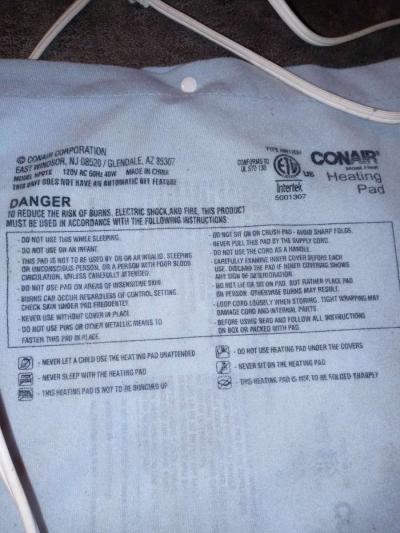 © CONAIR CORPORATION
EAST WINDSOR, NJ 08520 / GLENDALE, AZ 85307
MODEL HP01X 120V AC 60Hz 40W MADE IN CHINA
THIS UNIT DOES NOT HAVE AN AUTOMATIC OFF FEATURE
CONFORMS TO
UL STD 130
ETL
US
Intertek
5001307
CONAIR®
Heating
Pad
DANGER
TO REDUCE THE RISK OF BURNS, ELECTRIC SHOCK, AND FIRE, THIS PRODUCT
MUST BE USED IN ACCORDANCE WITH THE FOLLOWING INSTRUCTIONS:
- DO NOT USE THIS WHILE SLEEPING.
- DO NOT USE ON AN INFANT.
- THIS PAD IS NOT TO BE USED BY OR ON AN INVALID, SLEEPING
OR UNCONSCIOUS PERSON, OR A PERSON WITH POOR BLOOD
CIRCULATION, UNLESS CAREFULLY ATTENDED.
- DO NOT USE PAD ON AREAS OF INSENSITIVE SKIN.
- BURNS CAN OCCUR REGARDLESS OF CONTROL SETTING.
CHECK SKIN UNDER PAD FREQUENTLY.
- NEVER USE WITHOUT COVER IN PLACE.
- DO NOT USE PINS OR OTHER METALLIC MEANS TO
FASTEN THIS PAD IN PLACE.
- DO NOT SIT ON OR CRUSH PAD - AVOID SHARP FOLDS.
- NEVER PULL THIS PAD BY THE SUPPLY CORD.
- DO NOT USE THE CORD AS A HANDLE.
- CAREFULLY EXAMINE INNER COVER BEFORE EACH
USE. DISCARD THE PAD IF INNER COVERING SHOWS
ANY SIGN OF DETERIORATION.
- DO NOT LIE OR SIT ON PAD, BUT RATHER PLACE PAD
ON PERSON OTHERWISE BURNS MAY RESULT.
- LOOP CORD LOOSELY WHEN STORING. TIGHT WRAPPING MAY
DAMAGE CORD AND INTERNAL PARTS.
- BEFORE USING READ AND FOLLOW ALL INSTRUCTIONS
ON BOX OR PACKED WITH PAD.
- NEVER LET A CHILD USE THE HEATING PAD UNATTENDED
- NEVER SLEEP WITH THE HEATING PAD
- THIS HEATING PAD IS NOT TO BE BUNCHED UP
- DO NOT USE HEATING PAD UNDER THE COVERS
- NEVER SIT ON THE HEATING PAD
- THIS HEATING PAD IS NOT TO BE FOLDED SHARPLY